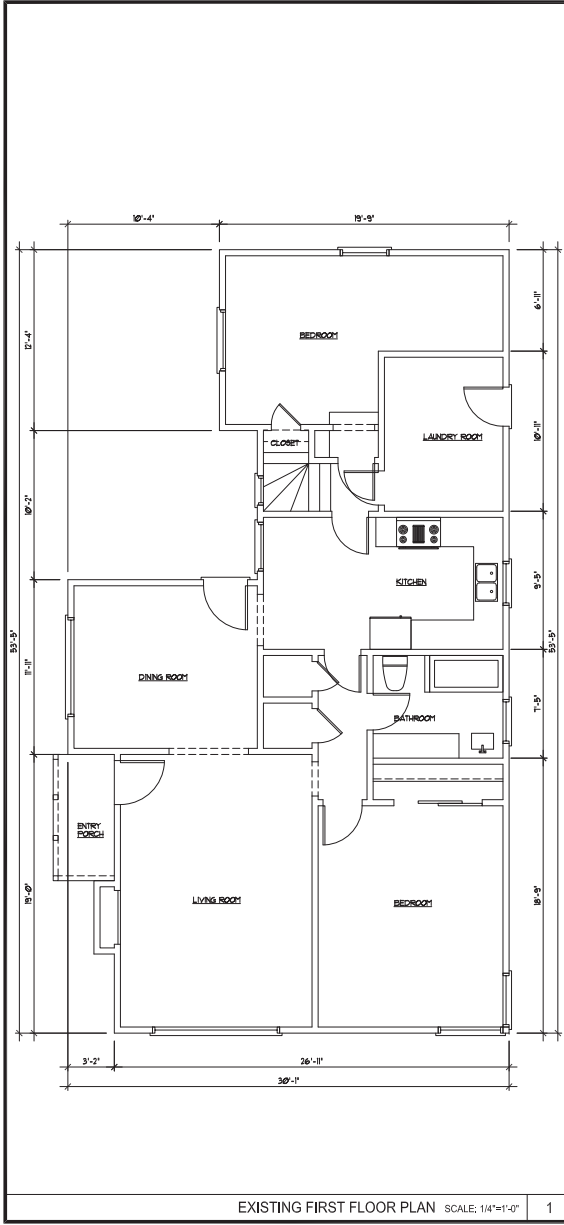 10'-4"
19'-9"
6'-11"
12'-4"
BEDROOM
CLOSET
LAUNDRY ROOM
10'-11"
10'-2"
KITCHEN
9'-5"
53'-5"
53'-5"
11'-11"
DINING ROOM
BATHROOM
7'-5"
ENTRY
PORCH
LIVING ROOM
BEDROOM
19'-0"
18'-9"
3'-2"
26'-11"
30'-1"
EXISTING FIRST FLOOR PLAN SCALE: 1/4"=1'-0" 1